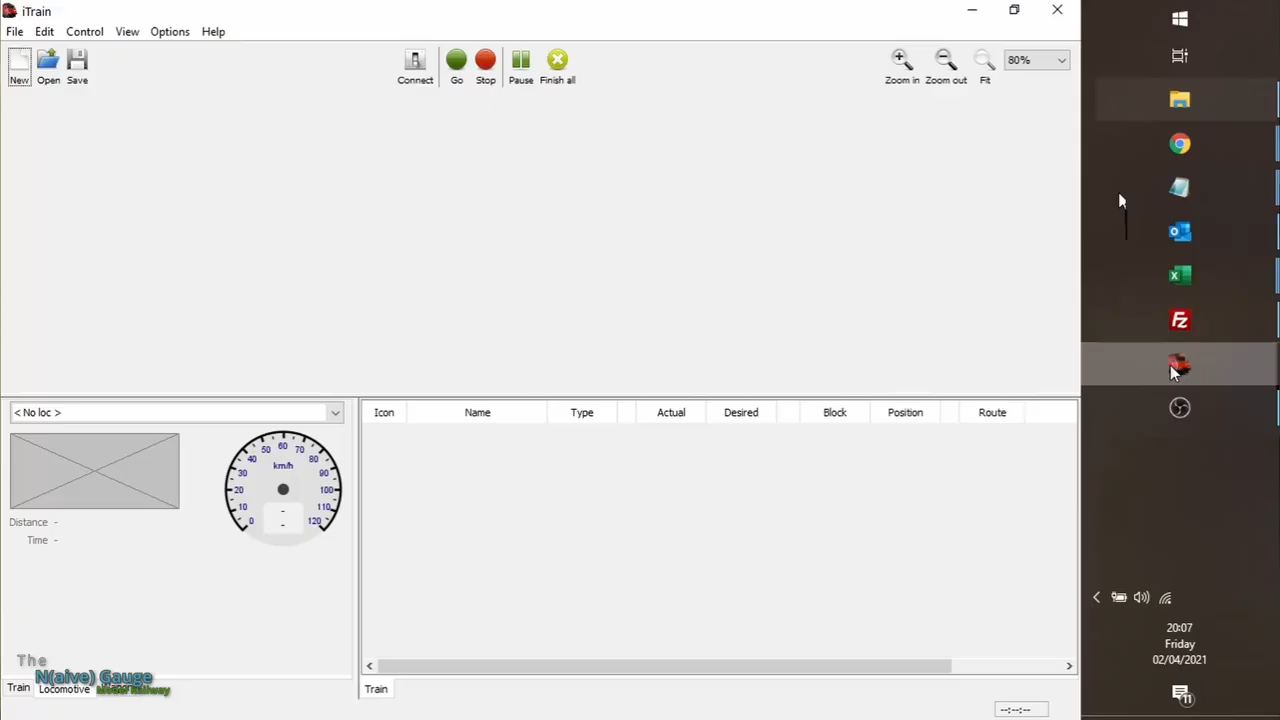 iTrain
File Edit Control View Options Help
New Open Save Connect Go Stop Pause Finish all Zoom in Zoom out Fit 80%
< No loc >
Icon Name Type Actual Desired Block Position Route
0 10 20 30 40 50 60 70 80 90 100 110 120
km/h
-
-
Distance -
Time -
The
N(aive) Gauge
Model Railway
Train Locomotive
Train
--:--:--
20:07
Friday
02/04/2021
11